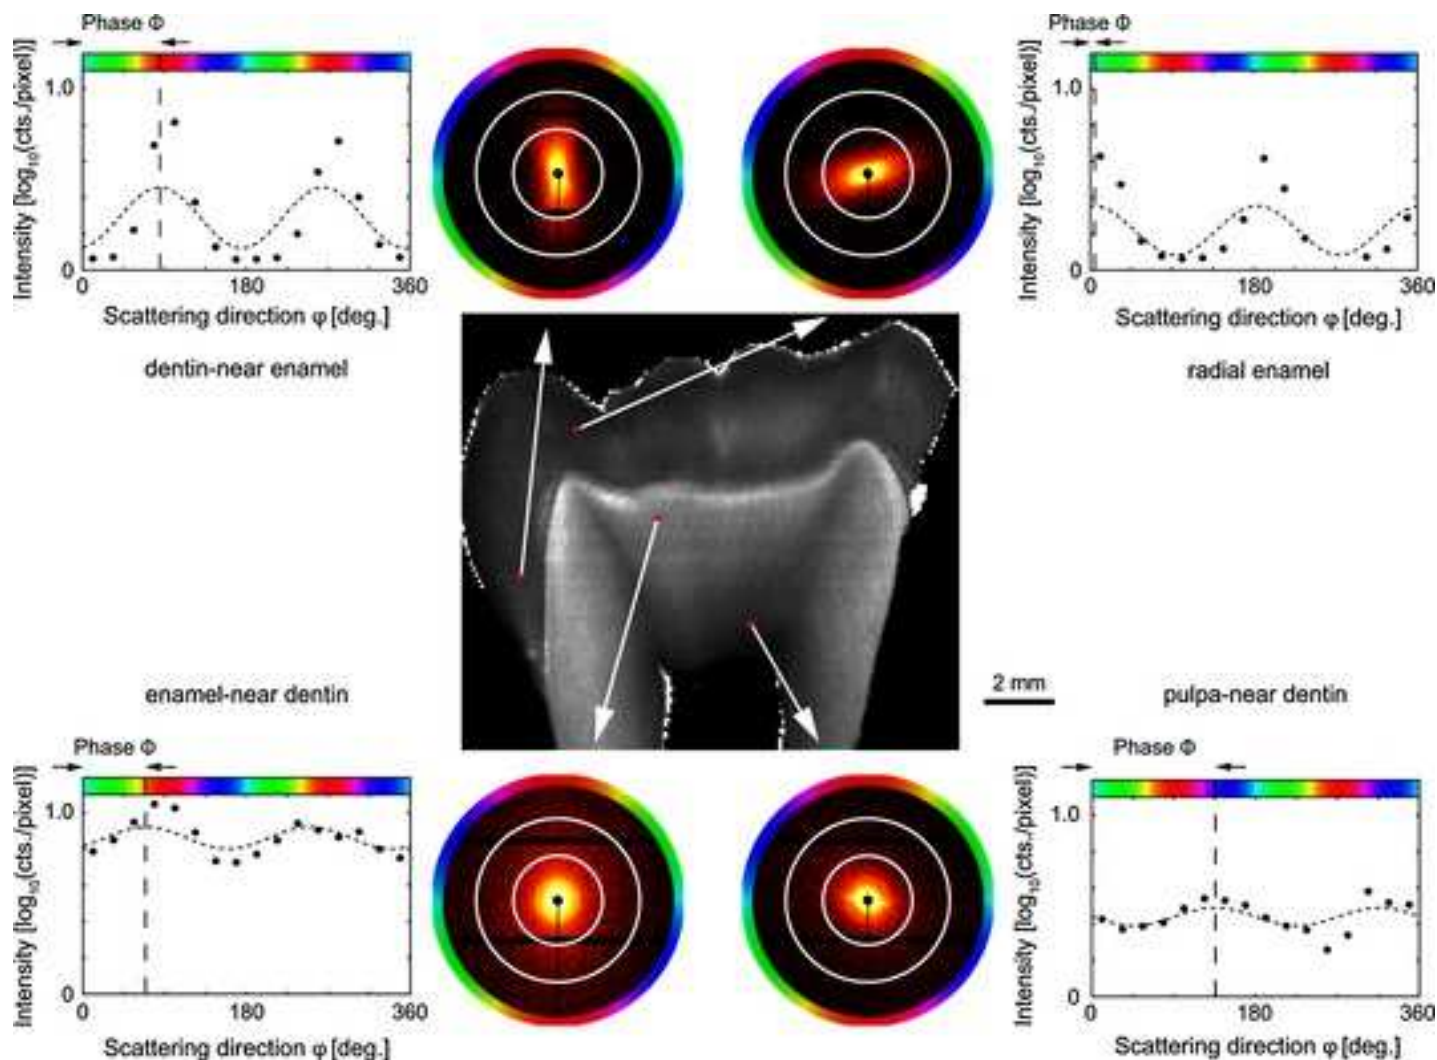 Phase Φ
Intensity [log₁₀(cts./pixel)]
1.0
0
0
180
360
Scattering direction φ [deg.]
dentin-near enamel
Phase Φ
Intensity [log₁₀(cts./pixel)]
1.0
0
0
180
360
Scattering direction φ [deg.]
radial enamel
2 mm
enamel-near dentin
Phase Φ
Intensity [log₁₀(cts./pixel)]
1.0
0
0
180
360
Scattering direction φ [deg.]
pulpa-near dentin
Phase Φ
Intensity [log₁₀(cts./pixel)]
1.0
0
0
180
360
Scattering direction φ [deg.]